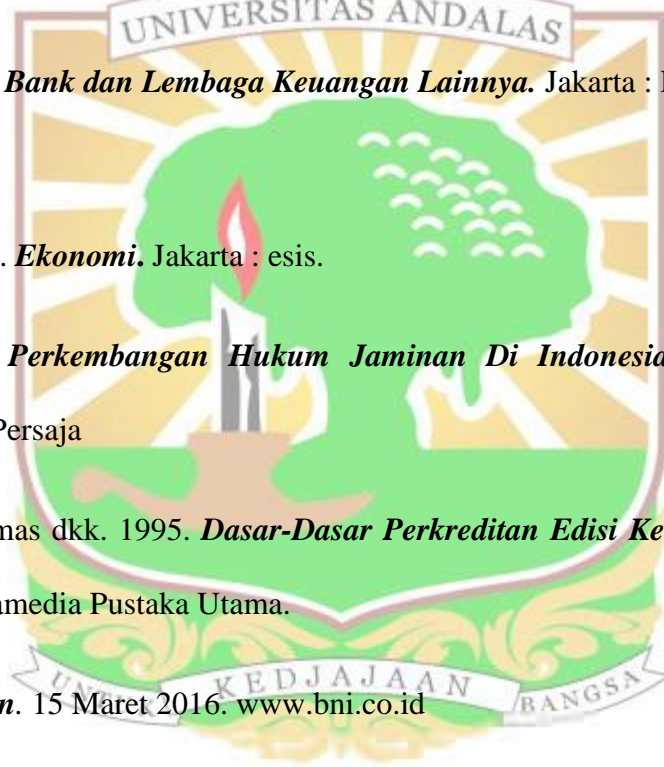 UNIVERSITAS ANDALAS
Bank dan Lembaga Keuangan Lainnya. Jakarta :
. Ekonomi. Jakarta : esis.
Perkembangan Hukum Jaminan Di Indonesia
Persaja
mas dkk. 1995. Dasar-Dasar Perkreditan Edisi Ke
amedia Pustaka Utama.
UNTUK KEDJAJAAN BANGSA
n. 15 Maret 2016. www.bni.co.id